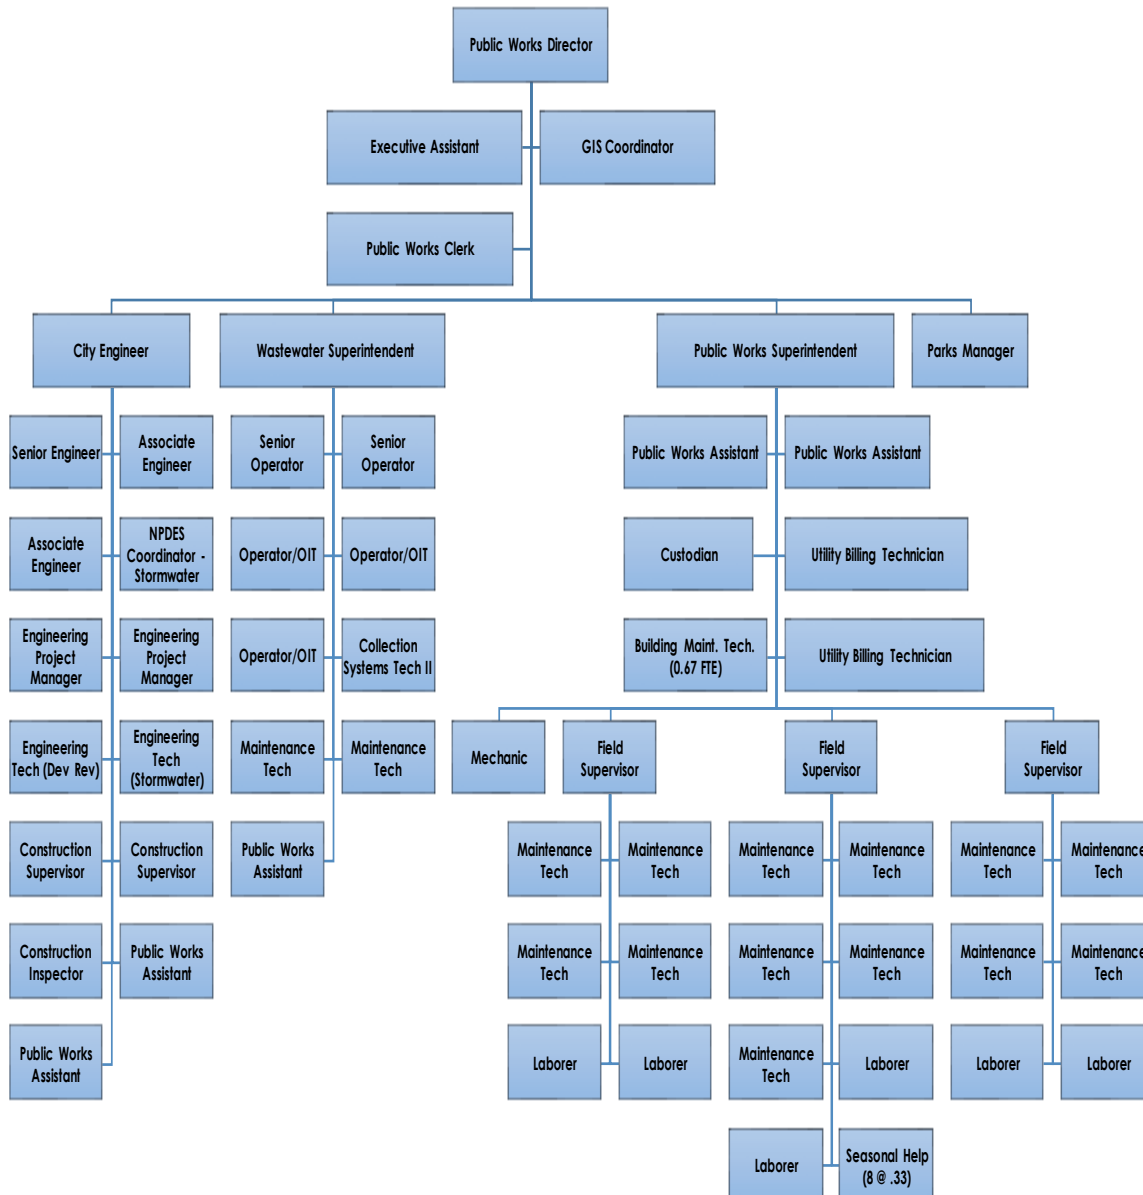 Public Works Director
Executive Assistant
GIS Coordinator
Public Works Clerk
City Engineer
Wastewater Superintendent
Public Works Superintendent
Parks Manager
Senior Engineer
Associate
Engineer
Senior
Operator
Senior
Operator
Public Works Assistant
Public Works Assistant
Associate
Engineer
NPDES
Coordinator -
Stormwater
Operator/OIT
Operator/OIT
Custodian
Utility Billing Technician
Engineering
Project
Manager
Engineering
Project
Manager
Operator/OIT
Collection
Systems Tech II
Building Maint. Tech.
(0.67 FTE)
Utility Billing Technician
Engineering
Tech (Dev Rev)
Engineering
Tech
(Stormwater)
Maintenance
Tech
Maintenance
Tech
Mechanic
Field
Supervisor
Field
Supervisor
Field
Supervisor
Construction
Supervisor
Construction
Supervisor
Public Works
Assistant
Maintenance
Tech
Maintenance
Tech
Maintenance
Tech
Maintenance
Tech
Maintenance
Tech
Maintenance
Tech
Construction
Inspector
Public Works
Assistant
Maintenance
Tech
Maintenance
Tech
Maintenance
Tech
Maintenance
Tech
Maintenance
Tech
Maintenance
Tech
Public Works
Assistant
Laborer
Laborer
Maintenance
Tech
Laborer
Laborer
Laborer
Laborer
Seasonal Help
(8 @ .33)